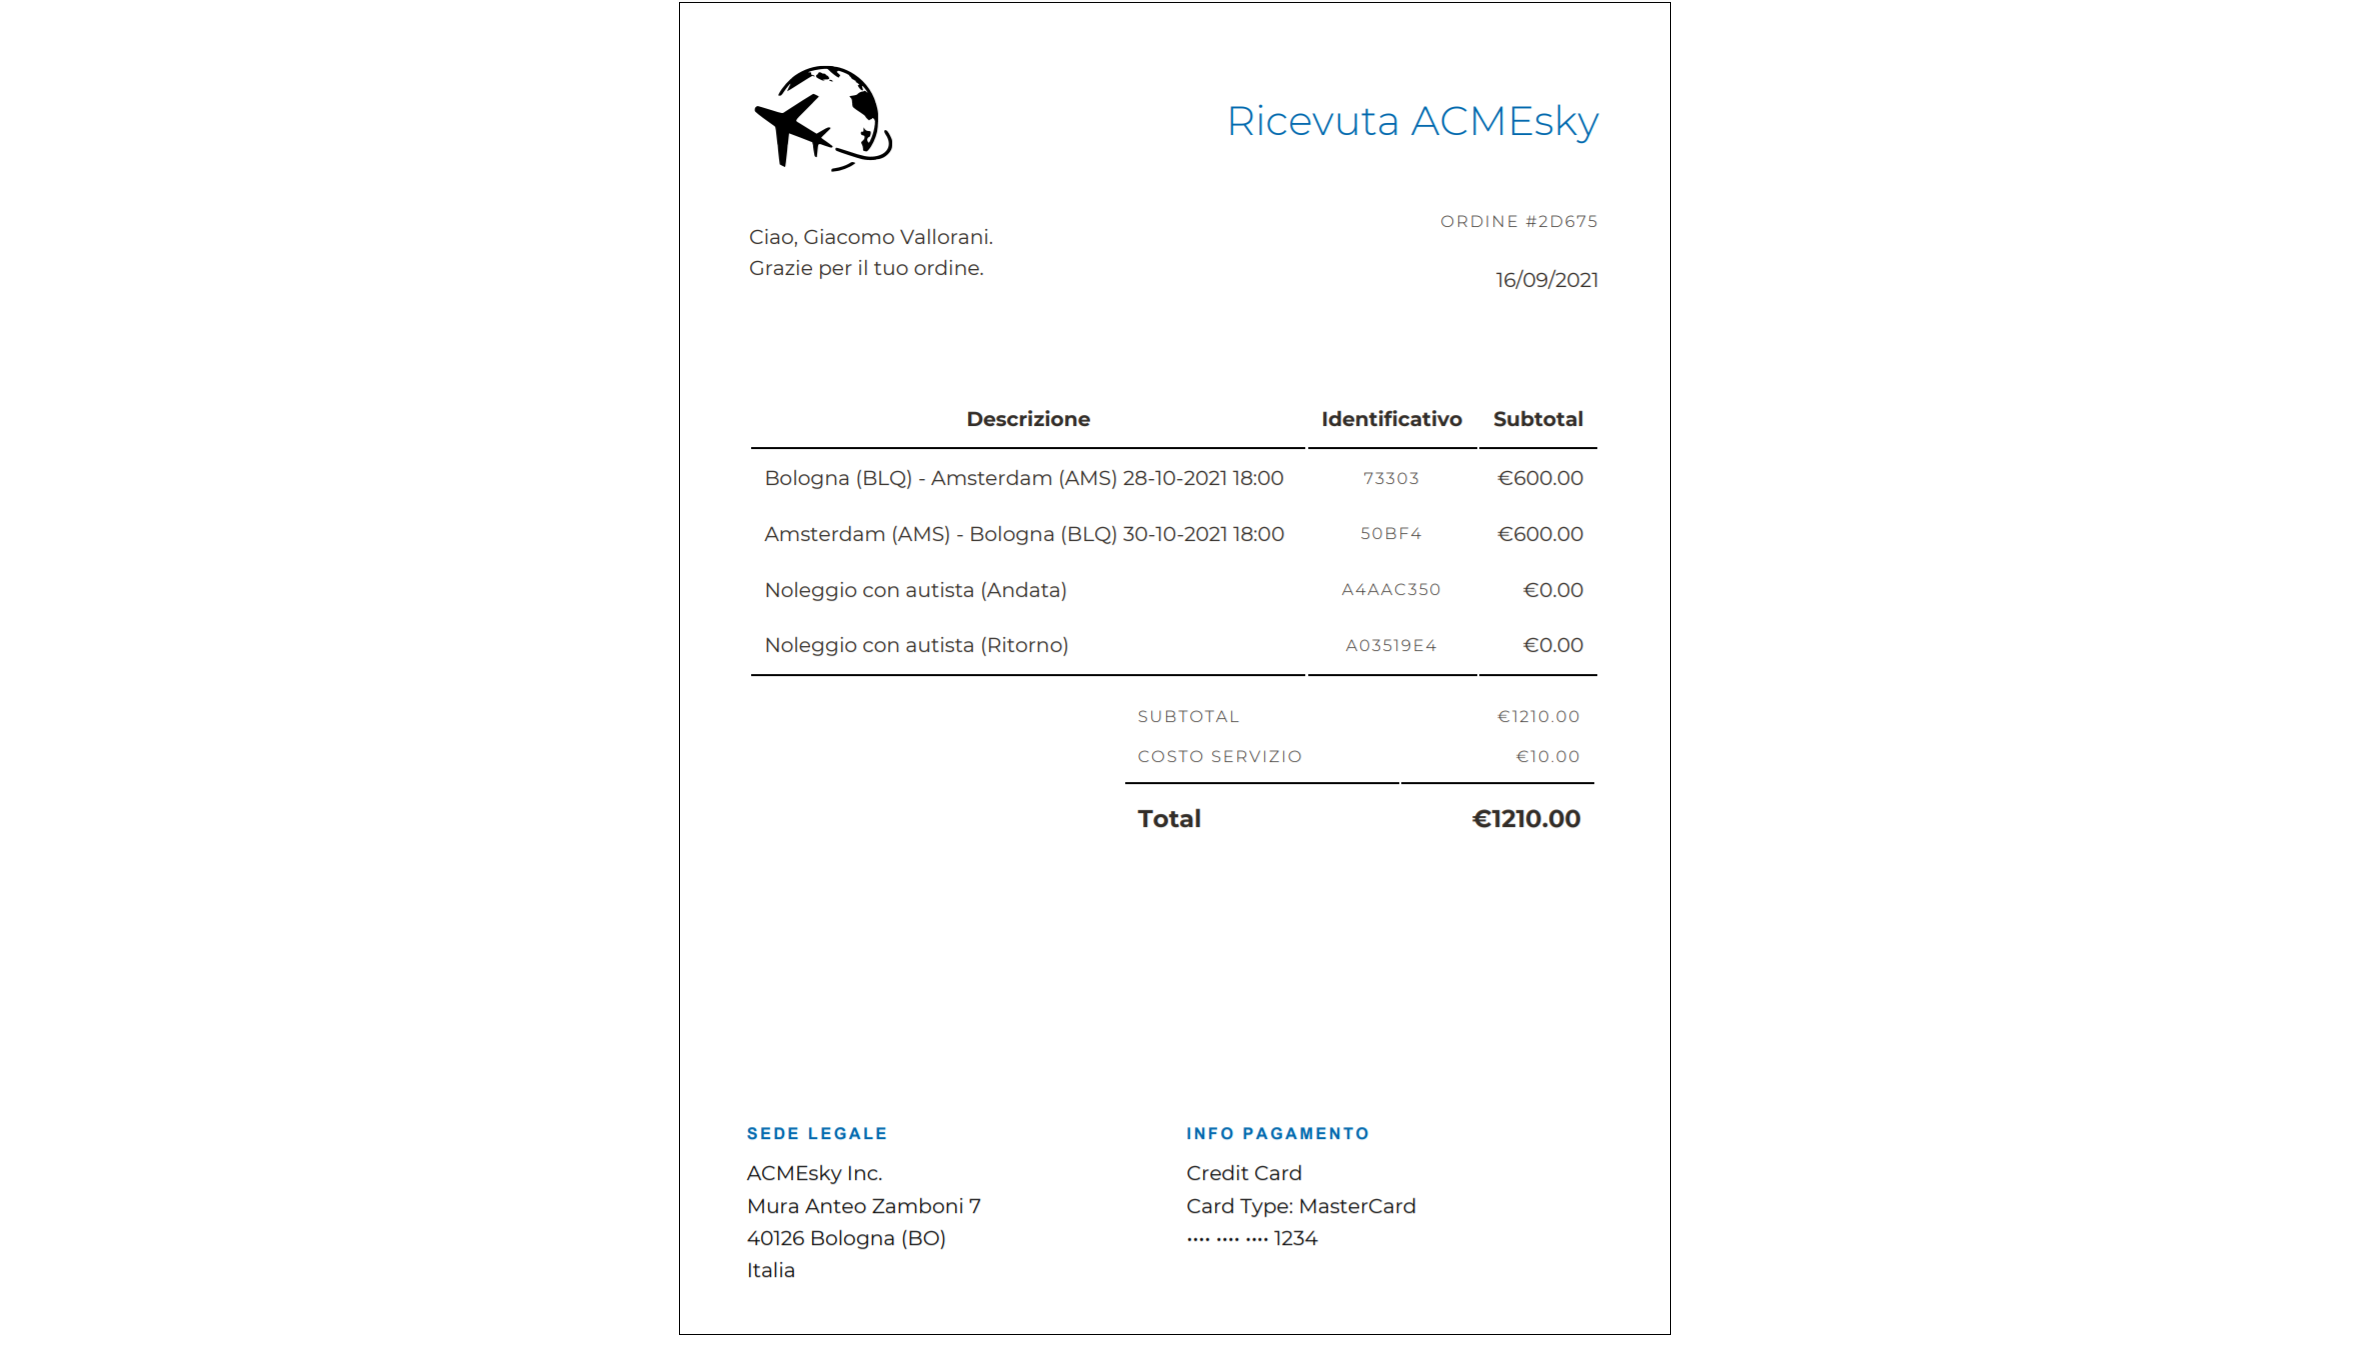 Ricevuta ACMEsky
ORDINE #2D675
Ciao, Giacomo Vallorani.
Grazie per il tuo ordine.
16/09/2021
Descrizione Identificativo Subtotal
Bologna (BLQ) - Amsterdam (AMS) 28-10-2021 18:00 73303 €600.00
Amsterdam (AMS) - Bologna (BLQ) 30-10-2021 18:00 50BF4 €600.00
Noleggio con autista (Andata) A4AAC350 €0.00
Noleggio con autista (Ritorno) A03519E4 €0.00
SUBTOTAL €1210.00
COSTO SERVIZIO €10.00
Total €1210.00
SEDE LEGALE
ACMEsky Inc.
Mura Anteo Zamboni 7
40126 Bologna (BO)
Italia
INFO PAGAMENTO
Credit Card
Card Type: MasterCard
•••• •••• •••• 1234